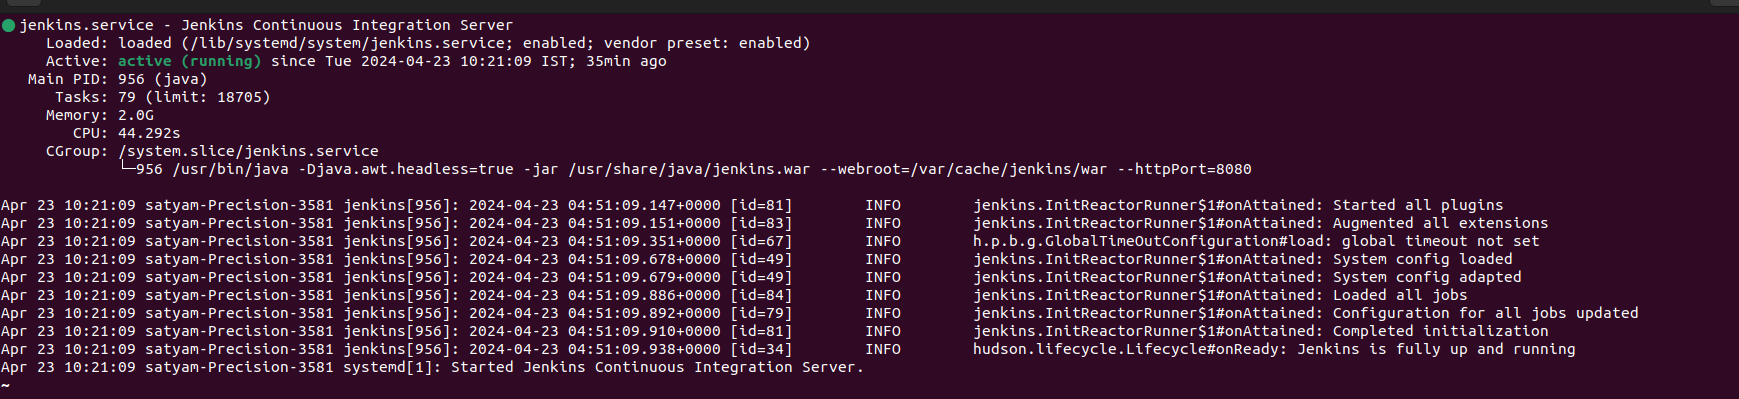 jenkins.service - Jenkins Continuous Integration Server
Loaded: loaded (/lib/systemd/system/jenkins.service; enabled; vendor preset: enabled)
Active: active (running) since Tue 2024-04-23 10:21:09 IST; 35min ago
Main PID: 956 (java)
Tasks: 79 (limit: 18705)
Memory: 2.0G
CPU: 44.292s
CGroup: /system.slice/jenkins.service
└─956 /usr/bin/java -Djava.awt.headless=true -jar /usr/share/java/jenkins.war --webroot=/var/cache/jenkins/war --httpPort=8080
Apr 23 10:21:09 satyam-Precision-3581 jenkins[956]: 2024-04-23 04:51:09.147+0000 [id=81] INFO jenkins.InitReactorRunner$1#onAttained: Started all plugins
Apr 23 10:21:09 satyam-Precision-3581 jenkins[956]: 2024-04-23 04:51:09.151+0000 [id=83] INFO jenkins.InitReactorRunner$1#onAttained: Augmented all extensions
Apr 23 10:21:09 satyam-Precision-3581 jenkins[956]: 2024-04-23 04:51:09.351+0000 [id=67] INFO h.p.b.g.GlobalTimeOutConfiguration#load: global timeout not set
Apr 23 10:21:09 satyam-Precision-3581 jenkins[956]: 2024-04-23 04:51:09.678+0000 [id=49] INFO jenkins.InitReactorRunner$1#onAttained: System config loaded
Apr 23 10:21:09 satyam-Precision-3581 jenkins[956]: 2024-04-23 04:51:09.679+0000 [id=49] INFO jenkins.InitReactorRunner$1#onAttained: System config adapted
Apr 23 10:21:09 satyam-Precision-3581 jenkins[956]: 2024-04-23 04:51:09.886+0000 [id=84] INFO jenkins.InitReactorRunner$1#onAttained: Loaded all jobs
Apr 23 10:21:09 satyam-Precision-3581 jenkins[956]: 2024-04-23 04:51:09.892+0000 [id=79] INFO jenkins.InitReactorRunner$1#onAttained: Configuration for all jobs updated
Apr 23 10:21:09 satyam-Precision-3581 jenkins[956]: 2024-04-23 04:51:09.910+0000 [id=81] INFO jenkins.InitReactorRunner$1#onAttained: Completed initialization
Apr 23 10:21:09 satyam-Precision-3581 jenkins[956]: 2024-04-23 04:51:09.938+0000 [id=34] INFO hudson.lifecycle.Lifecycle#onReady: Jenkins is fully up and running
Apr 23 10:21:09 satyam-Precision-3581 systemd[1]: Started Jenkins Continuous Integration Server.
~